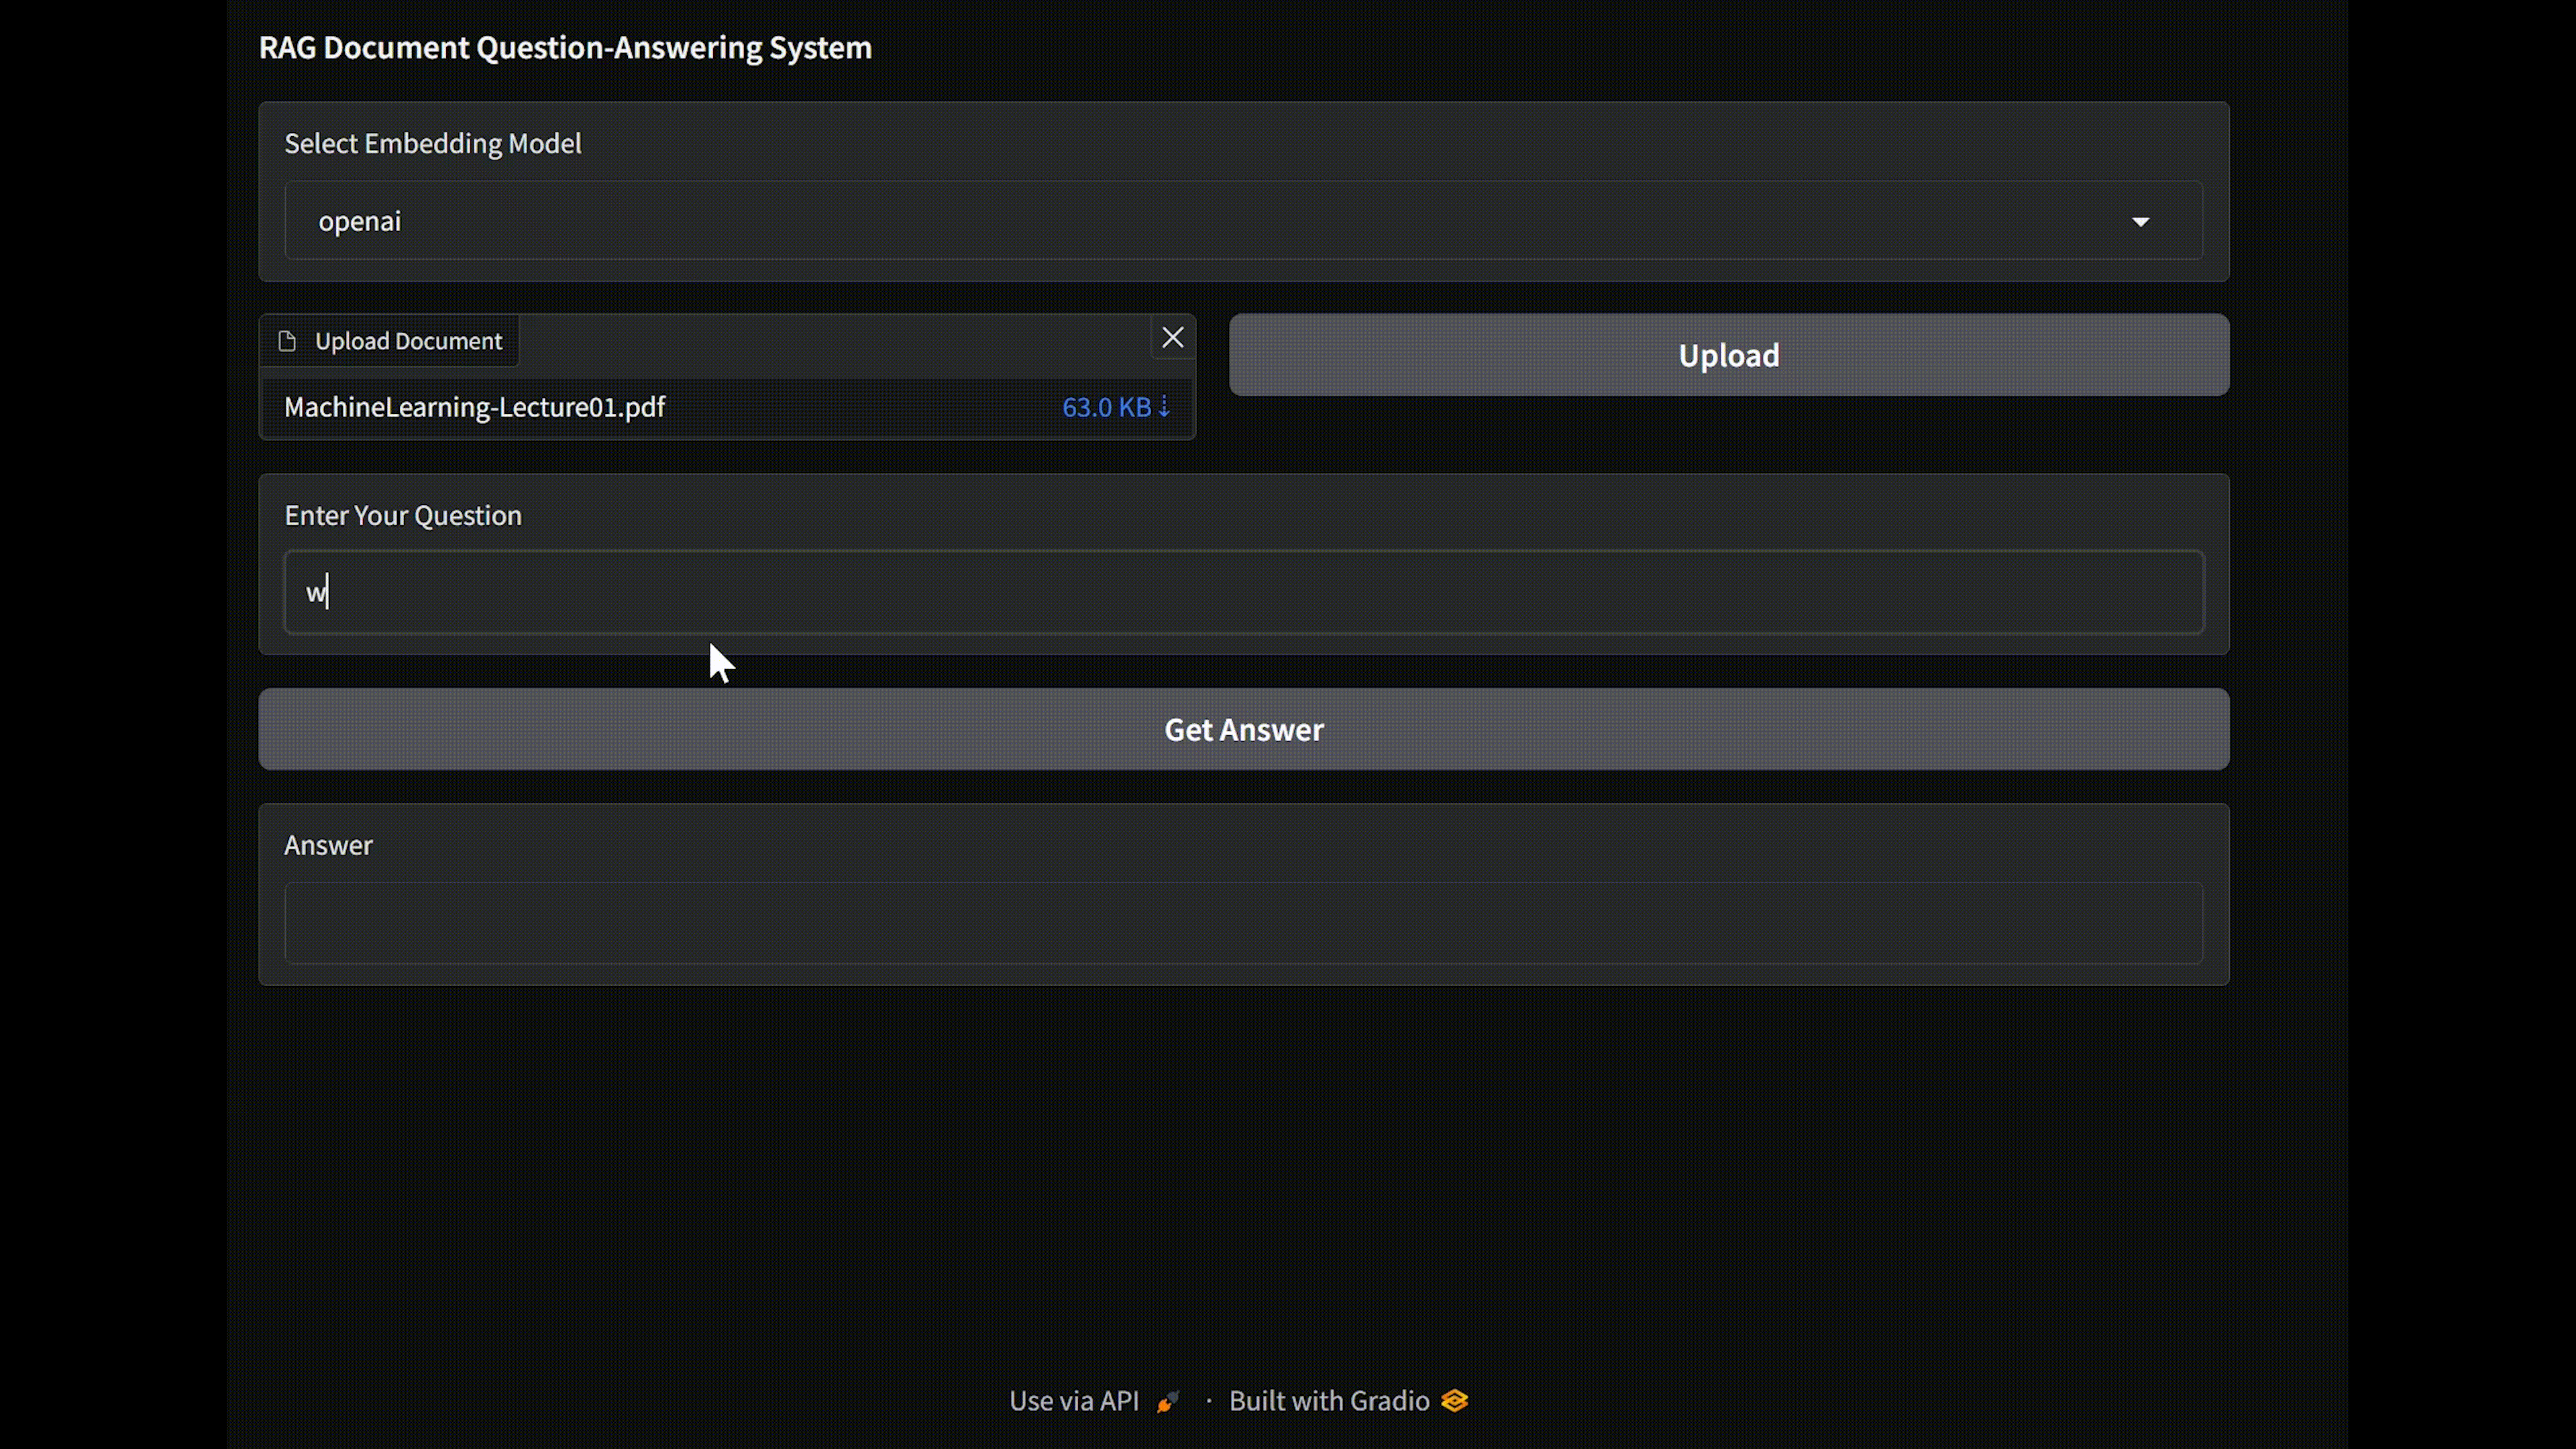 RAG Document Question-Answering System
Select Embedding Model
openai
Upload Document
Upload
MachineLearning-Lecture01.pdf 63.0 KB ⇣
Enter Your Question
w
Get Answer
Answer
Use via API · Built with Gradio